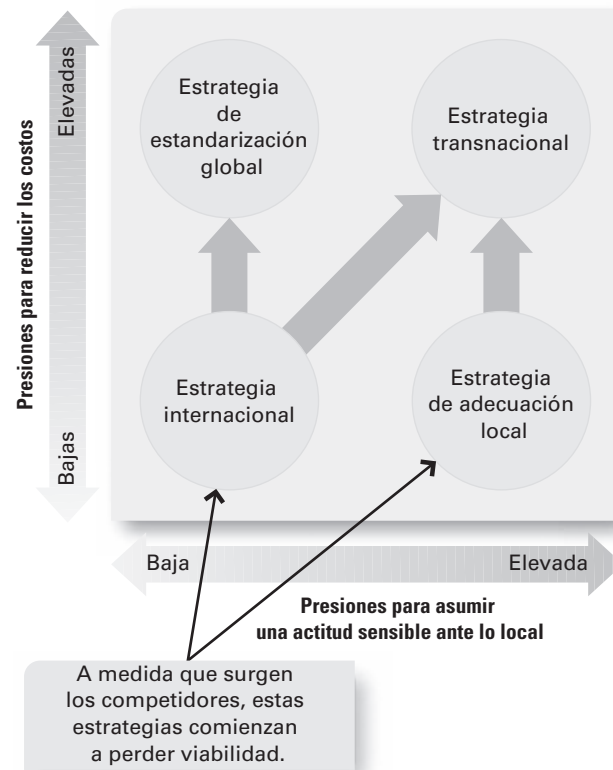 Presiones para reducir los costos
Elevadas
Bajas
Estrategia
de
estandarización
global
Estrategia
transnacional
Estrategia
internacional
Estrategia
de adecuación
local
Baja
Elevada
Presiones para asumir
una actitud sensible ante lo local
A medida que surgen
los competidores, estas
estrategias comienzan
a perder viabilidad.